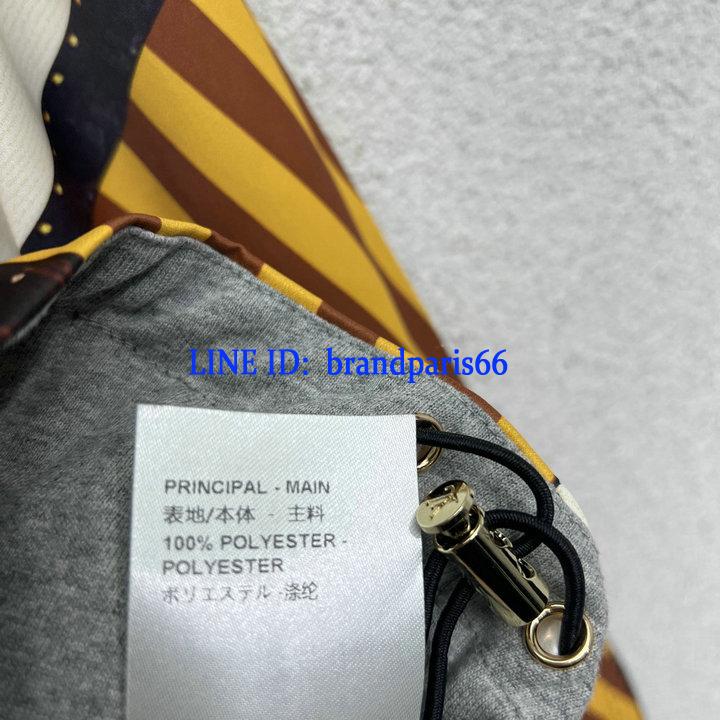 LINE ID: brandparis66
PRINCIPAL - MAIN
表地/本体 - 主料
100% POLYESTER -
POLYESTER
ポリエステル -涤纶